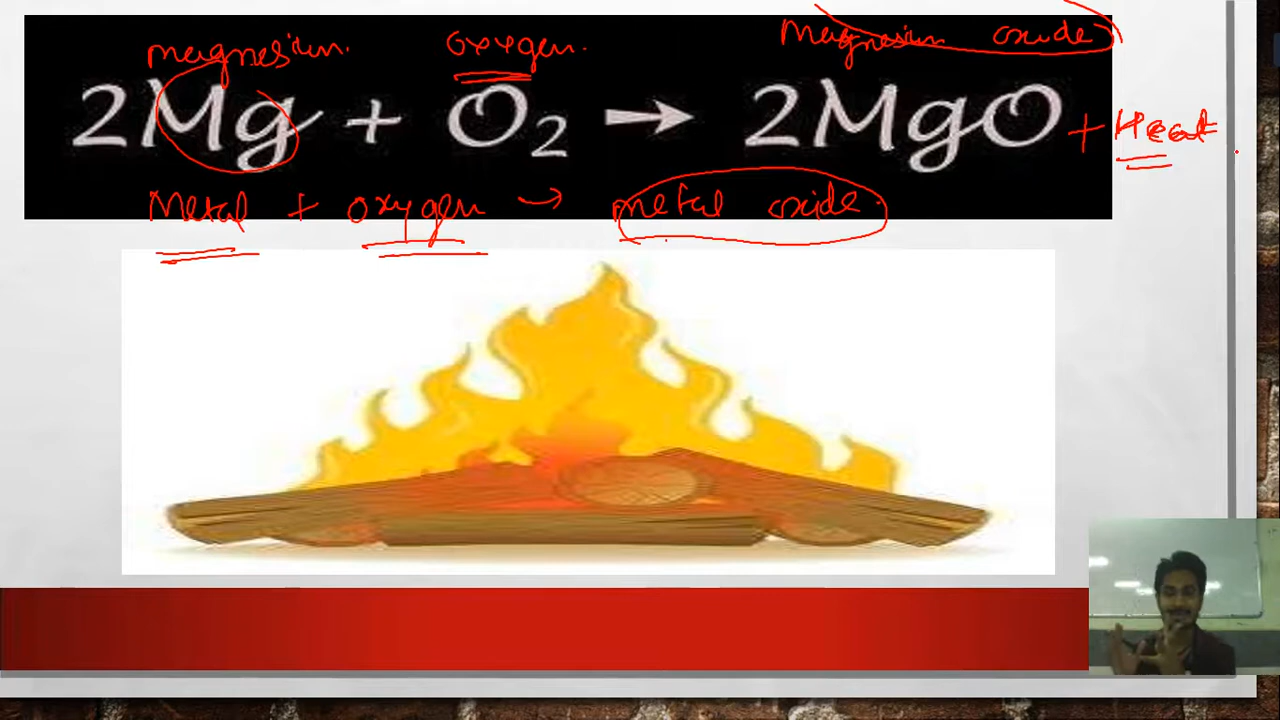 magnesium. oxygen. Magnesium oxide
2Mg + O2 → 2MgO + Heat
Metal + oxygen → metal oxide.